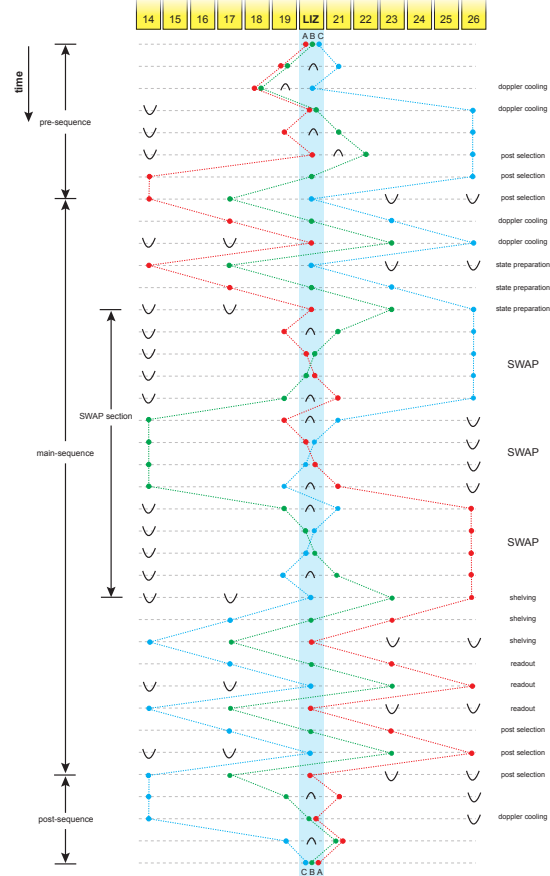 14 15 16 17 18 19 LIZ 21 22 23 24 25 26
A B C
time
doppler cooling
doppler cooling
pre-sequence
post selection
post selection
post selection
doppler cooling
doppler cooling
state preparation
state preparation
state preparation
SWAP
SWAP section
main-sequence
SWAP
SWAP
shelving
shelving
shelving
readout
readout
readout
post selection
post selection
post selection
post-sequence
doppler cooling
C B A